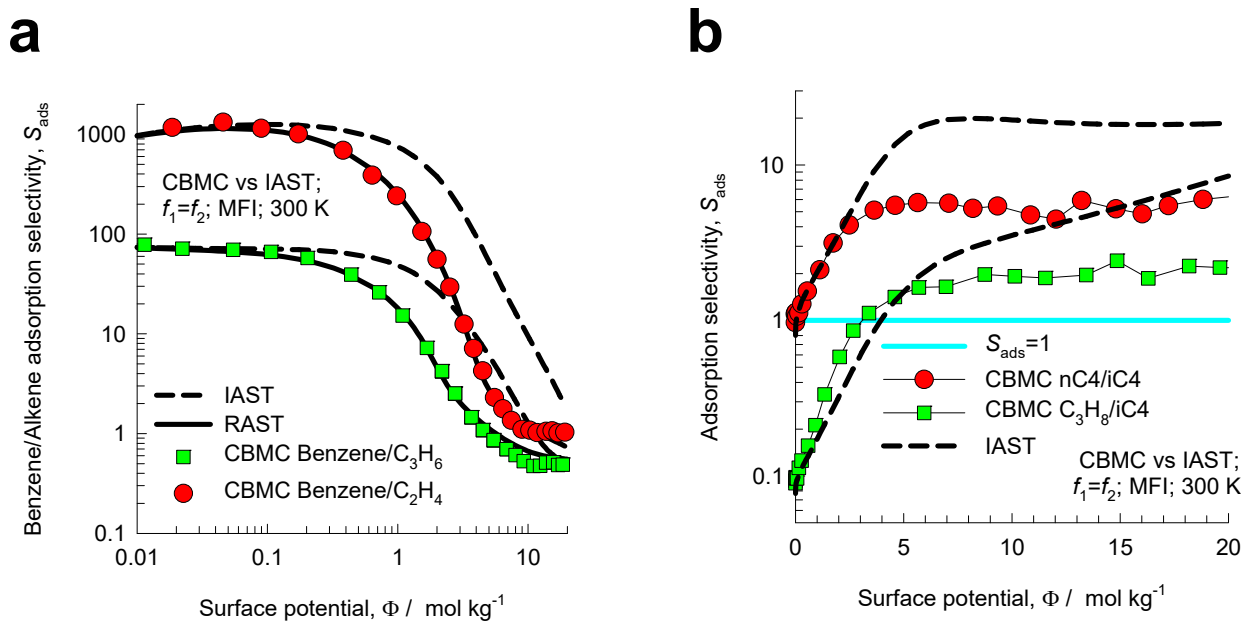 a
Benzene/Alkene adsorption selectivity, Sads
1000
100
10
1
0.1
CBMC vs IAST;
f1=f2; MFI; 300 K
IAST
RAST
CBMC Benzene/C3H6
CBMC Benzene/C2H4
0.01
0.1
1
10
Surface potential, Φ / mol kg-1
b
Adsorption selectivity, Sads
10
1
0.1
Sads=1
CBMC nC4/iC4
CBMC C3H8/iC4
IAST
CBMC vs IAST;
f1=f2; MFI; 300 K
0
5
10
15
20
Surface potential, Φ / mol kg-1